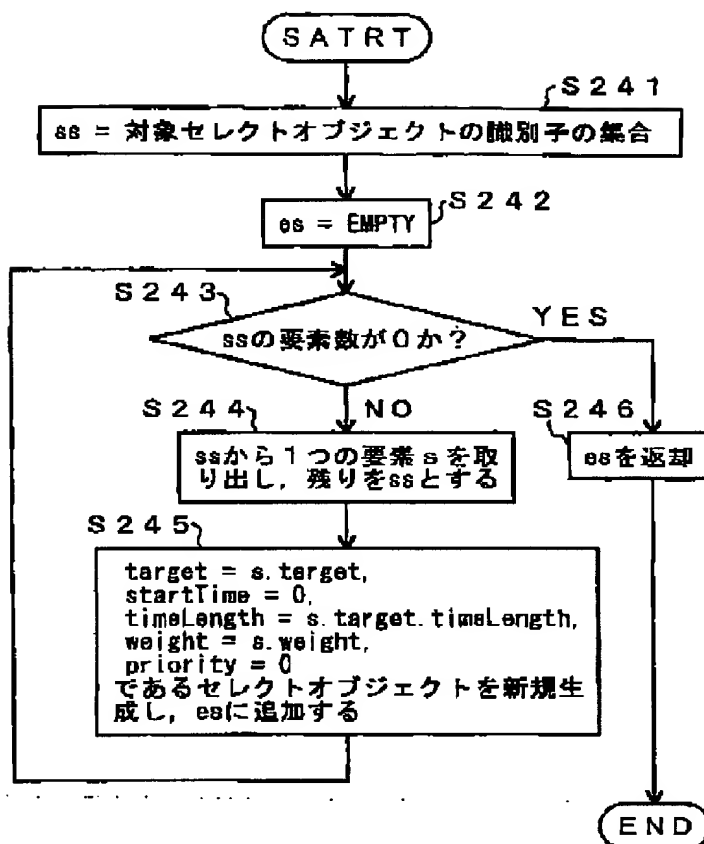 SATRT
S241
ss = 対象セレクトオブジェクトの識別子の集合
S242
es = EMPTY
S243
ssの要素数が0か?
YES
NO
S244
ssから1つの要素sを取
り出し,残りをssとする
S246
esを返却
S245
target = s.target,
startTime = 0,
timeLength = s.target.timeLength,
weight = s.weight,
priority = 0
であるセレクトオブジェクトを新規生
成し,esに追加する
END